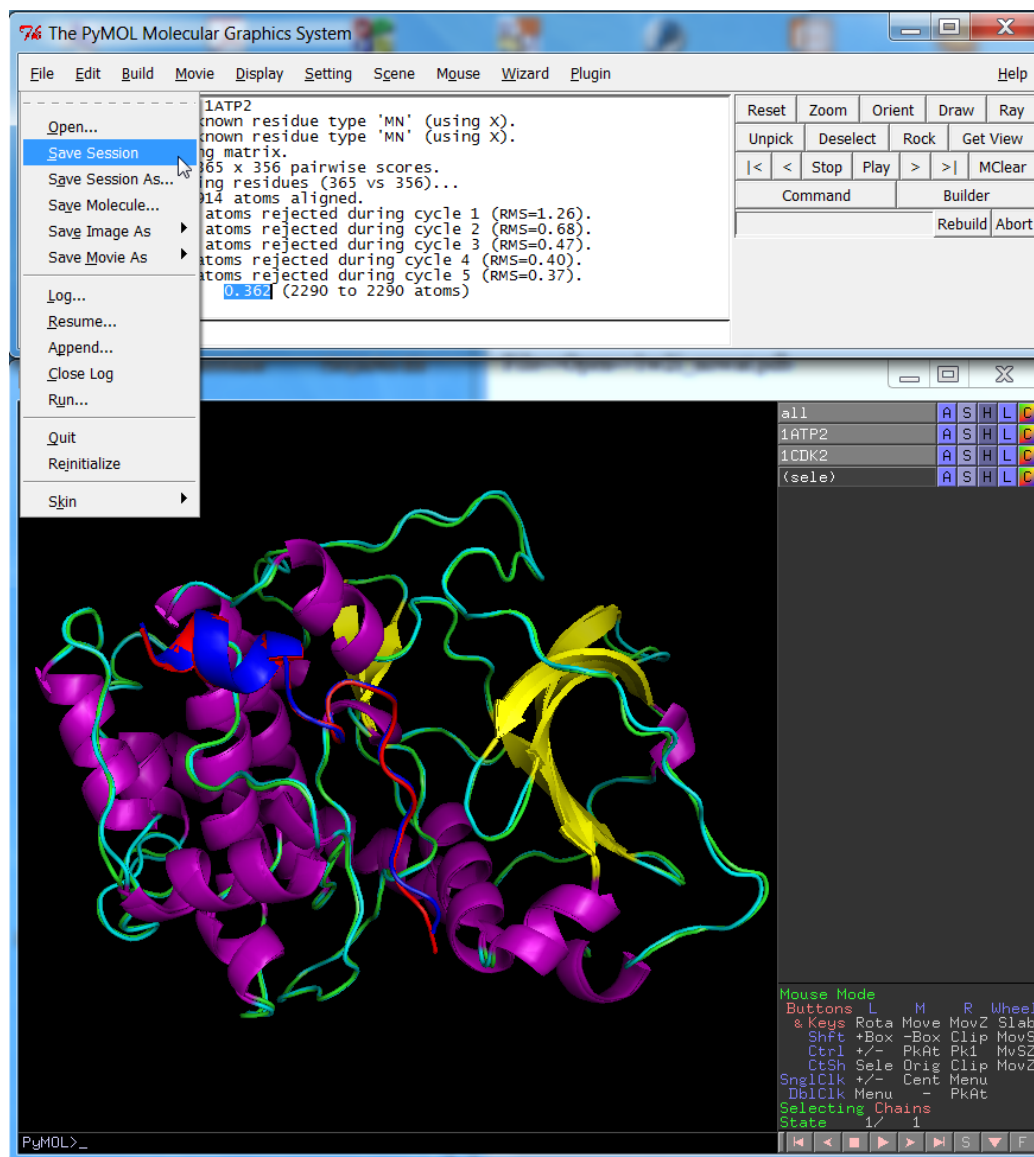 The PyMOL Molecular Graphics System
File Edit Build Movie Display Setting Scene Mouse Wizard Plugin Help
Open...
Save Session
Save Session As...
Save Molecule...
Save Image As
Save Movie As
Log...
Resume...
Append...
Close Log
Run...
Quit
Reinitialize
Skin
1ATP2
known residue type 'MN' (using X).
known residue type 'MN' (using X).
ng matrix.
365 x 356 pairwise scores.
ing residues (365 vs 356)...
914 atoms aligned.
atoms rejected during cycle 1 (RMS=1.26).
atoms rejected during cycle 2 (RMS=0.68).
atoms rejected during cycle 3 (RMS=0.47).
atoms rejected during cycle 4 (RMS=0.40).
atoms rejected during cycle 5 (RMS=0.37).
0.362 (2290 to 2290 atoms)
Reset Zoom Orient Draw Ray
Unpick Deselect Rock Get View
|< < Stop Play > >| MClear
Command Builder
Rebuild Abort
all A S H L C
1ATP2 A S H L C
1CDK2 A S H L C
(sele) A S H L C
Mouse Mode
Buttons L M R Wheel
& Keys Rota Move MovZ Slab
Shft +Box -Box Clip MovS
Ctrl +/- PkAt Pk1 MvSZ
CtSh Sele Orig Clip MovZ
SnglClk +/- Cent Menu
DblClk Menu - PkAt
Selecting Chains
State 1/ 1
PyMOL>_
S F